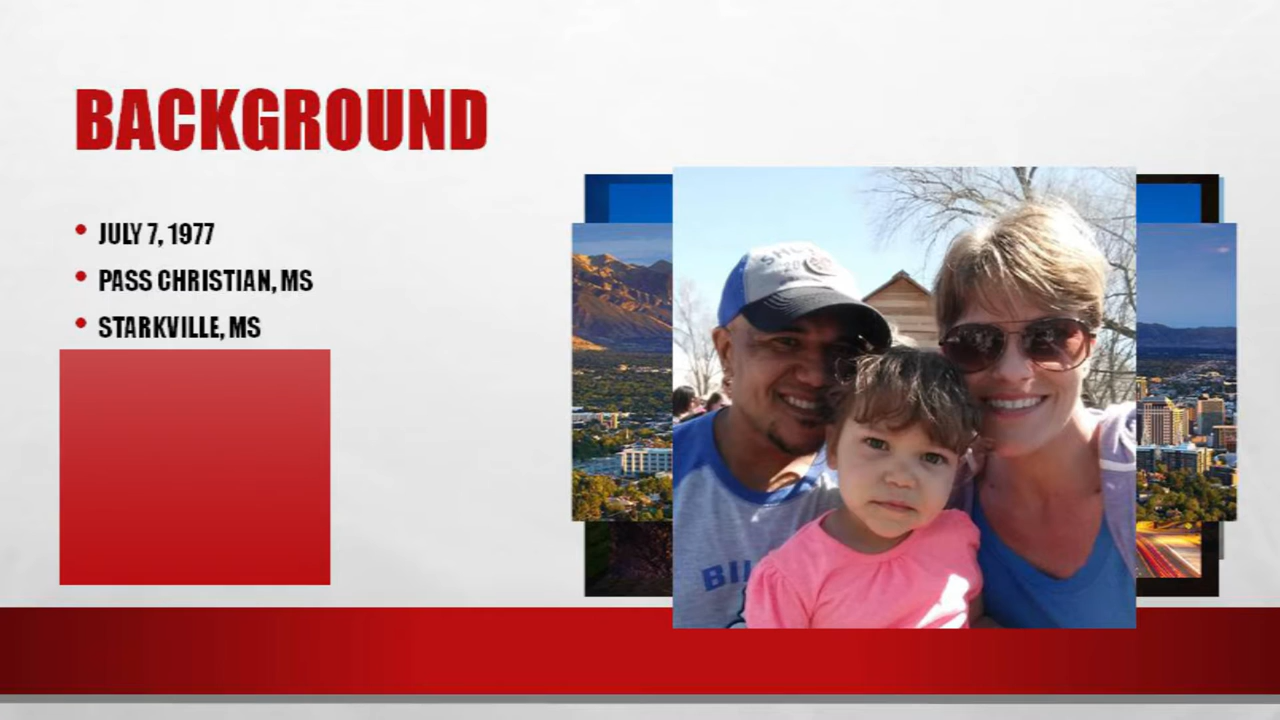 BACKGROUND
JULY 7, 1977
PASS CHRISTIAN, MS
STARKVILLE, MS